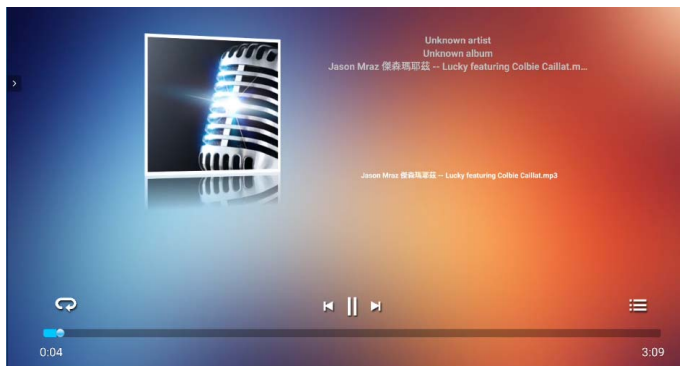 Unknown artist
Unknown album
Jason Mraz 傑森瑪耶茲 -- Lucky featuring Colbie Caillat.m...
Jason Mraz 傑森瑪耶茲 -- Lucky featuring Colbie Caillat.mp3
0:04
3:09